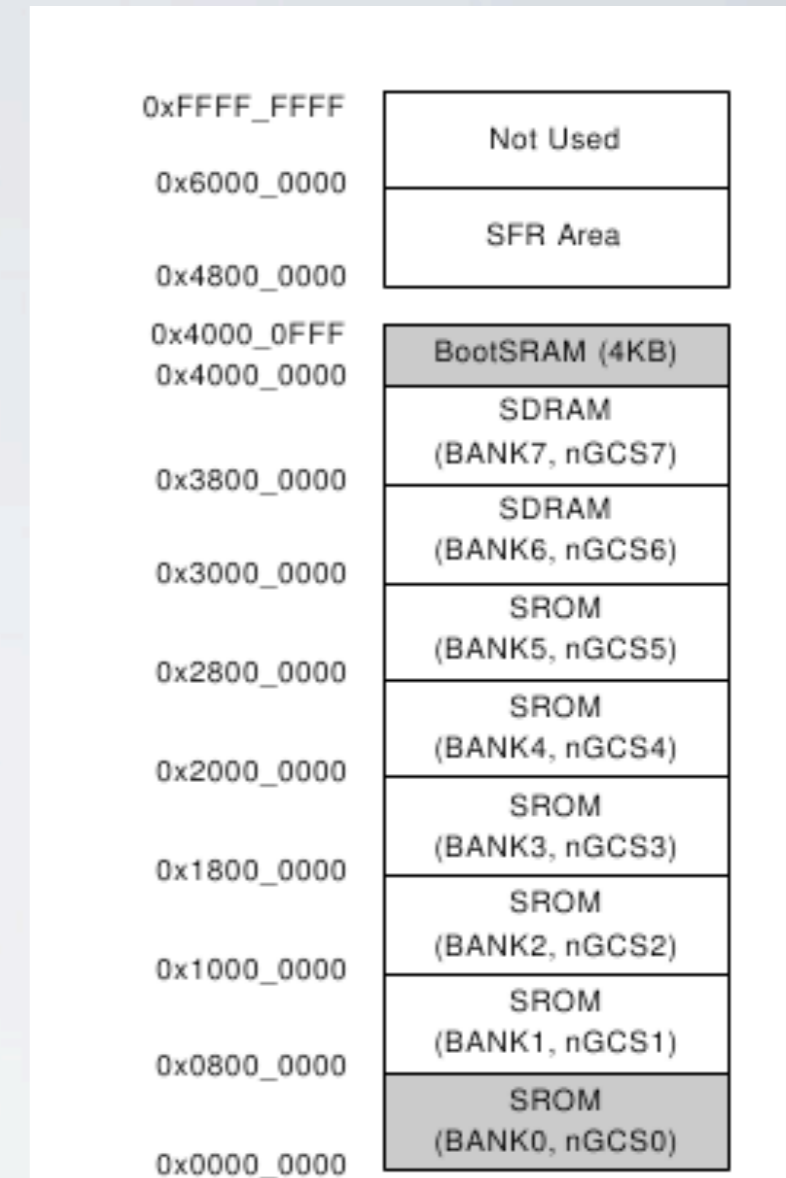 0xFFFF_FFFF
Not Used
0x6000_0000
SFR Area
0x4800_0000
0x4000_0FFF
BootSRAM (4KB)
0x4000_0000
SDRAM
(BANK7, nGCS7)
0x3800_0000
SDRAM
(BANK6, nGCS6)
0x3000_0000
SROM
(BANK5, nGCS5)
0x2800_0000
SROM
(BANK4, nGCS4)
0x2000_0000
SROM
(BANK3, nGCS3)
0x1800_0000
SROM
(BANK2, nGCS2)
0x1000_0000
SROM
(BANK1, nGCS1)
0x0800_0000
SROM
(BANK0, nGCS0)
0x0000_0000